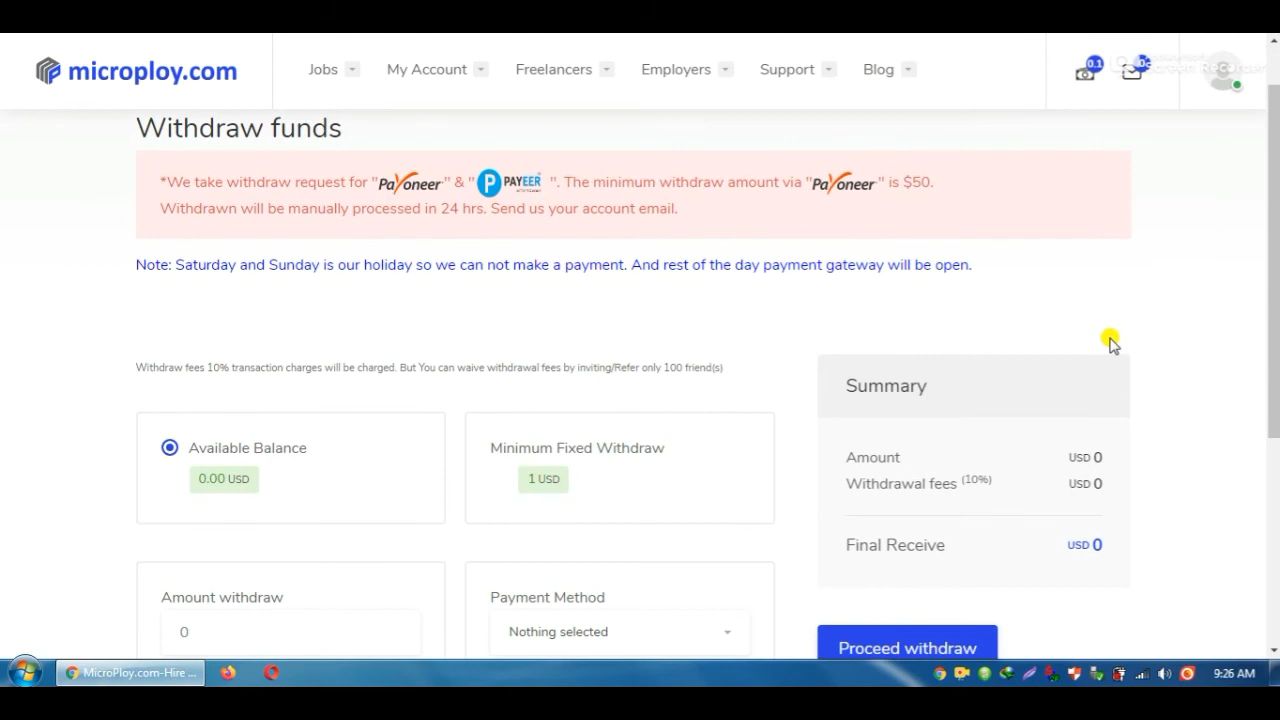 microploy.com
Jobs
My Account
Freelancers
Employers
Support
Blog
0.1
Withdraw funds
*We take withdraw request for "Payoneer" & "PAYEER". The minimum withdraw amount via "Payoneer" is $50.
Withdrawn will be manually processed in 24 hrs. Send us your account email.
Note: Saturday and Sunday is our holiday so we can not make a payment. And rest of the day payment gateway will be open.
Withdraw fees 10% transaction charges will be charged. But You can waive withdrawal fees by inviting/Refer only 100 friend(s)
Available Balance
0.00 USD
Minimum Fixed Withdraw
1 USD
Summary
Amount USD 0
Withdrawal fees (10%) USD 0
Final Receive USD 0
Amount withdraw
0
Payment Method
Nothing selected
Proceed withdraw
MicroPloy.com-Hire ...
9:26 AM